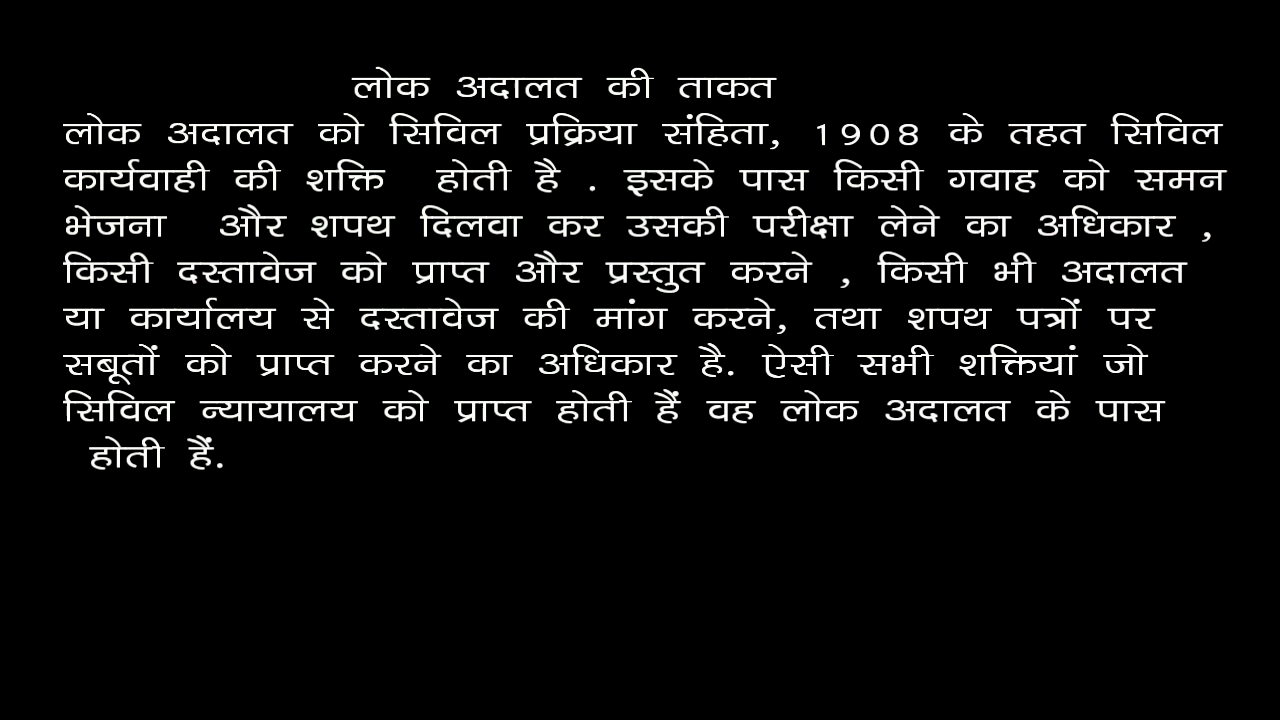 लोक अदालत की ताकत
लोक अदालत को सिविल प्रक्रिया संहिता, 1908 के तहत सिविल
कार्यवाही की शक्ति होती है . इसके पास किसी गवाह को समन
भेजना और शपथ दिलवा कर उसकी परीक्षा लेने का अधिकार ,
किसी दस्तावेज को प्राप्त और प्रस्तुत करने , किसी भी अदालत
या कार्यालय से दस्तावेज की मांग करने, तथा शपथ पत्रों पर
सबूतों को प्राप्त करने का अधिकार है. ऐसी सभी शक्तियां जो
सिविल न्यायालय को प्राप्त होती हैं वह लोक अदालत के पास
होती हैं.